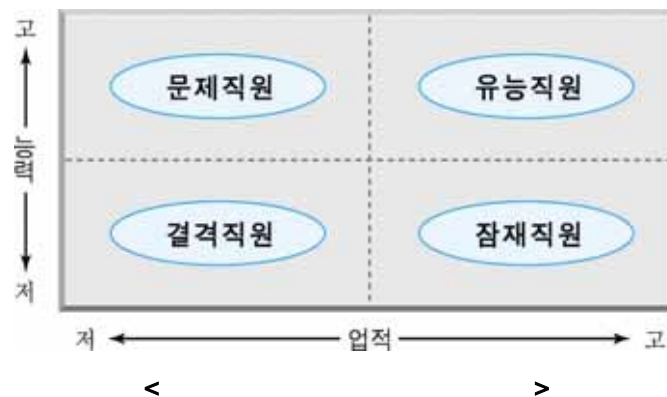 고
문제직원 유능직원
능력
결격직원 잠재직원
저
저 업적 고
< >